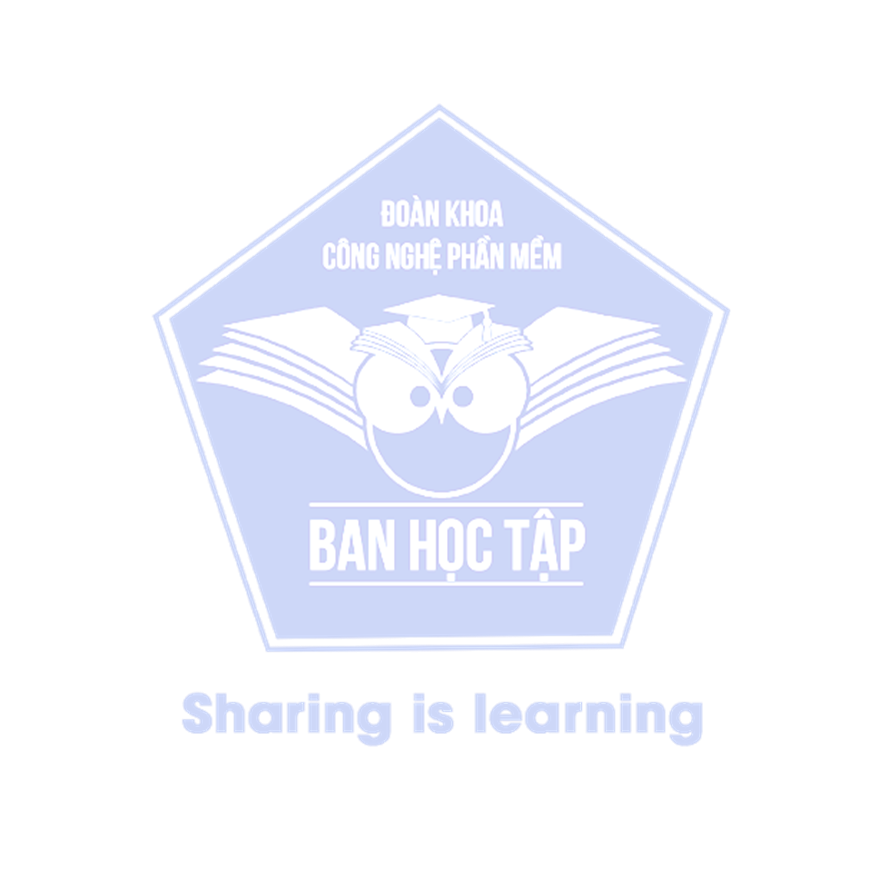 ĐOÀN KHOA
CÔNG NGHỆ PHẦN MỀM
BAN HỌC TẬP
Sharing is learning